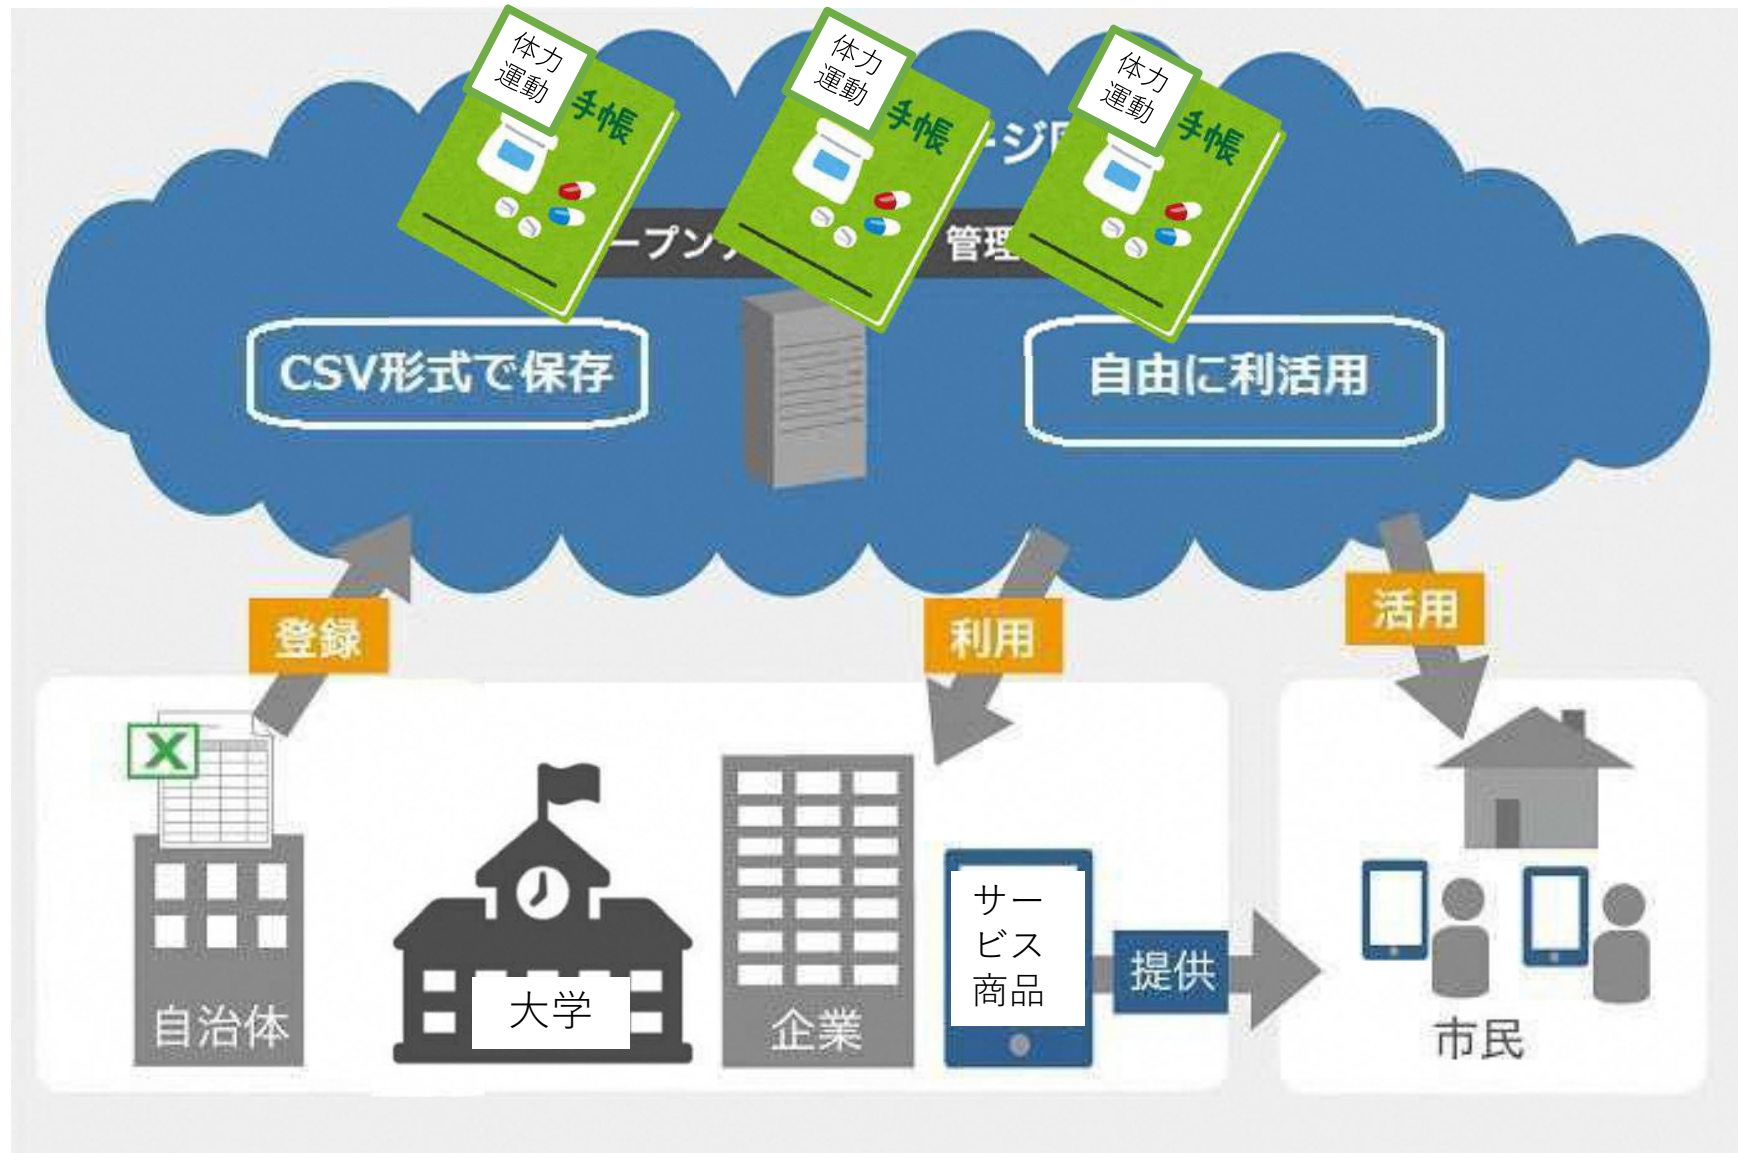 体力
運動
手帳
体力
運動
手帳
体力
運動
手帳
ープン
管理
CSV形式で保存
自由に利活用
登録
利用
活用
X
自治体
大学
企業
サー
ビス
商品
提供
市民